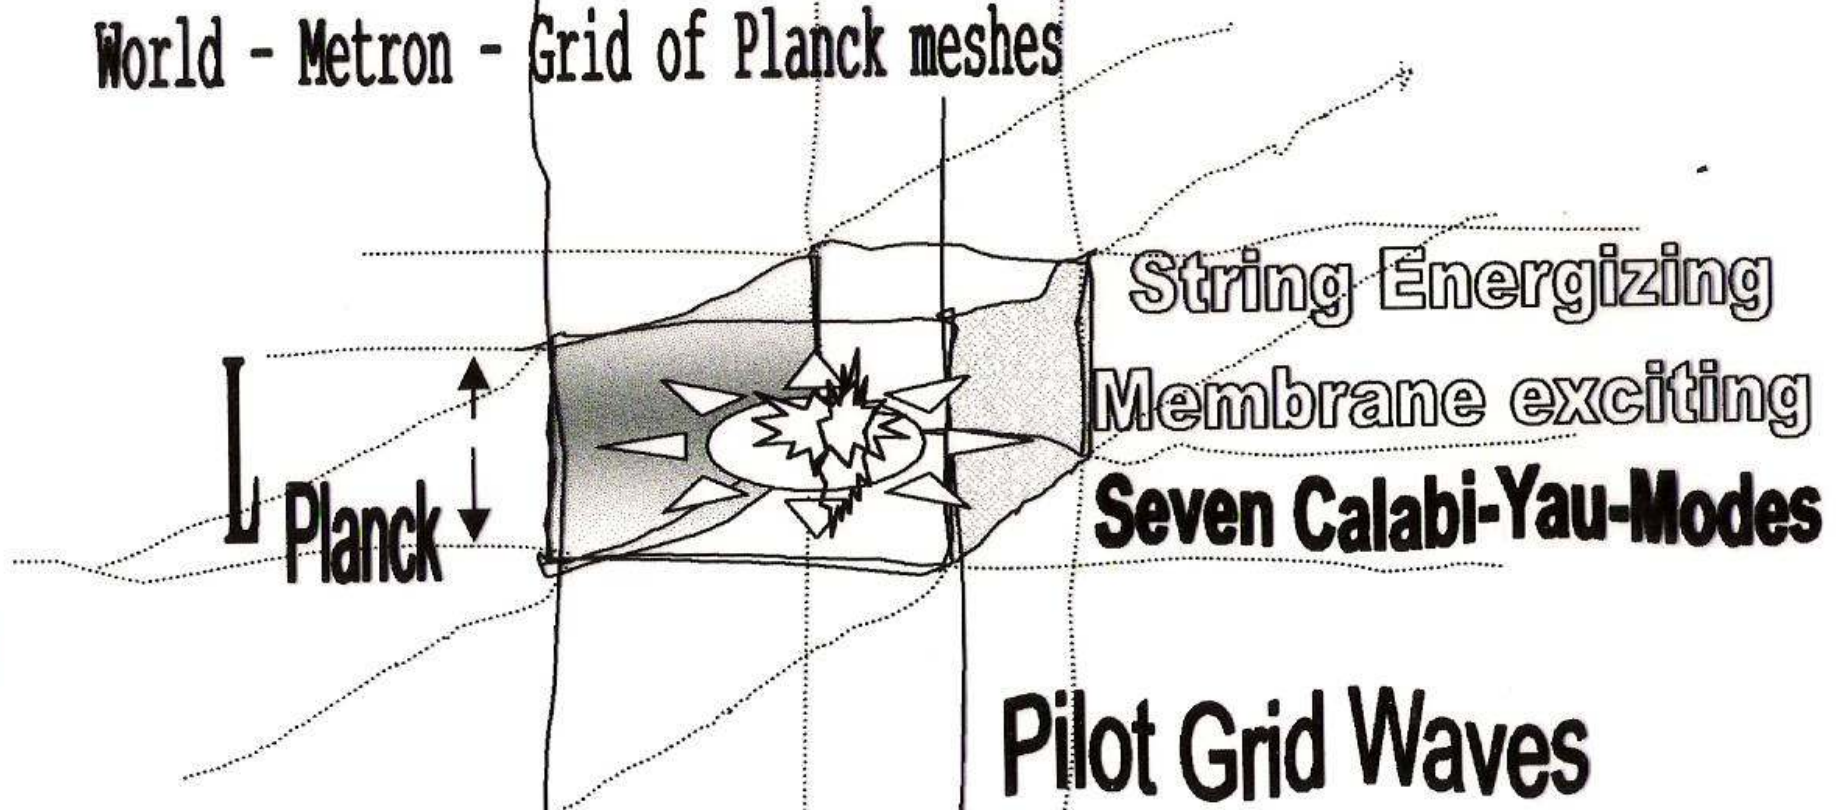 World - Metron - Grid of Planck meshes
String Energizing
L Planck
Membrane exciting
Seven Calabi-Yau-Modes
Pilot Grid Waves